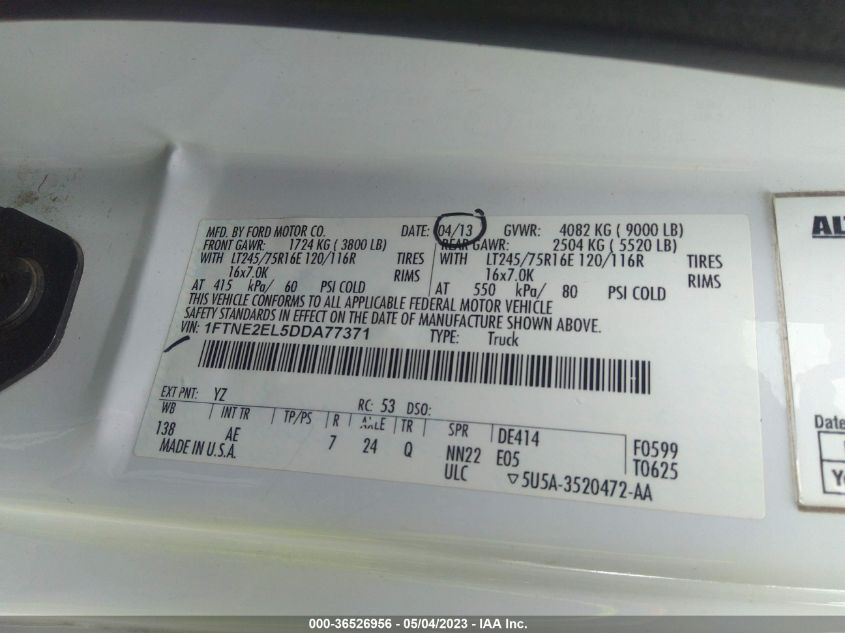 MFD. BY FORD MOTOR CO. DATE: 04/13 GVWR: 4082 KG ( 9000 LB)
FRONT GAWR: 1724 KG ( 3800 LB) REAR GAWR: 2504 KG ( 5520 LB)
WITH LT245/75R16E 120/116R TIRES WITH LT245/75R16E 120/116R TIRES
16x7.0K RIMS 16x7.0K RIMS
AT 415 kPa/ 60 PSI COLD AT 550 kPa/ 80 PSI COLD
THIS VEHICLE CONFORMS TO ALL APPLICABLE FEDERAL MOTOR VEHICLE
SAFETY STANDARDS IN EFFECT ON THE DATE OF MANUFACTURE SHOWN ABOVE.
VIN: 1FTNE2EL5DDA77371 TYPE: Truck
EXT PNT: YZ RC: 53 DSO:
WB INT TR TP/PS R AXLE TR SPR DE414 F0599
138 AE 7 24 Q NN22 E05 T0625
MADE IN U.S.A. ULC 5U5A-3520472-AA
Date
000-36526956 - 05/04/2023 - IAA Inc.